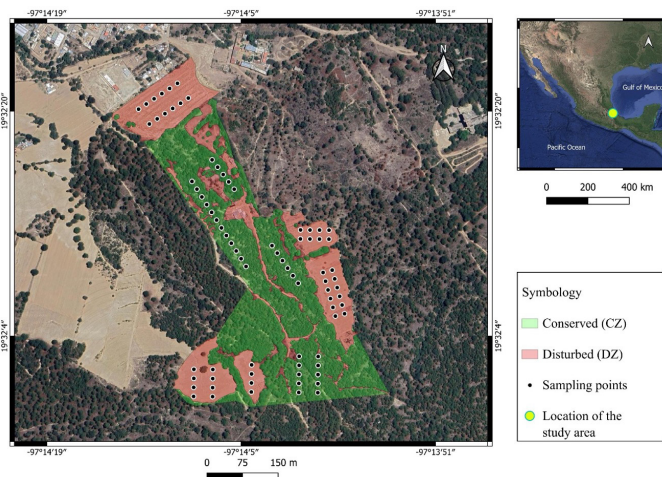 -97°14'19"
-97°14'5"
-97°13'51"
19°32'20"
19°32'4"
N
19°32'20"
19°32'4"
-97°14'19"
-97°14'5"
-97°13'51"
0 75 150 m
Gulf of Mexico
Pacific Ocean
0 200 400 km
Symbology
Conserved (CZ)
Disturbed (DZ)
Sampling points
Location of the
study area